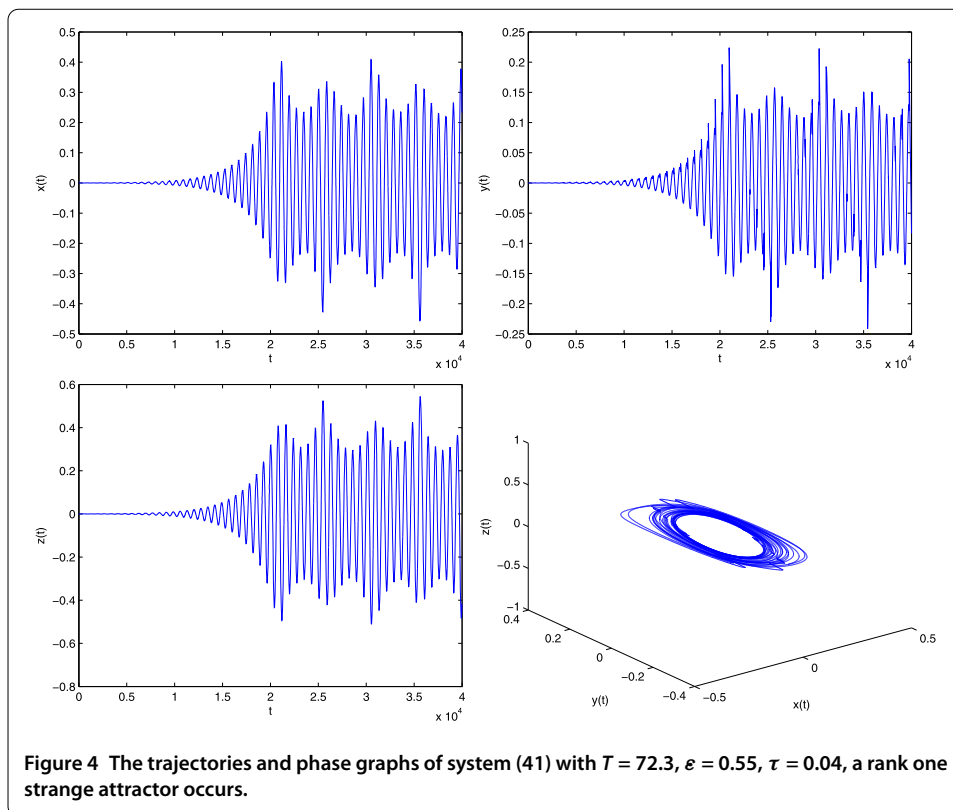 0.5
0.4
0.3
0.2
0.1
0
−0.1
−0.2
−0.3
−0.4
−0.5
x(t)
0 0.5 1 1.5 2 2.5 3 3.5 4
t
x 10^4
0.25
0.2
0.15
0.1
0.05
0
−0.05
−0.1
−0.15
−0.2
−0.25
y(t)
0 0.5 1 1.5 2 2.5 3 3.5 4
t
x 10^4
0.6
0.4
0.2
0
−0.2
−0.4
−0.6
−0.8
z(t)
0 0.5 1 1.5 2 2.5 3 3.5 4
t
x 10^4
1
0.5
0
−0.5
−1
z(t)
0.4
0.2
0
−0.2
−0.4
y(t)
−0.5
0
0.5
x(t)
Figure 4 The trajectories and phase graphs of system (41) with T = 72.3, ε = 0.55, τ = 0.04, a rank one
strange attractor occurs.